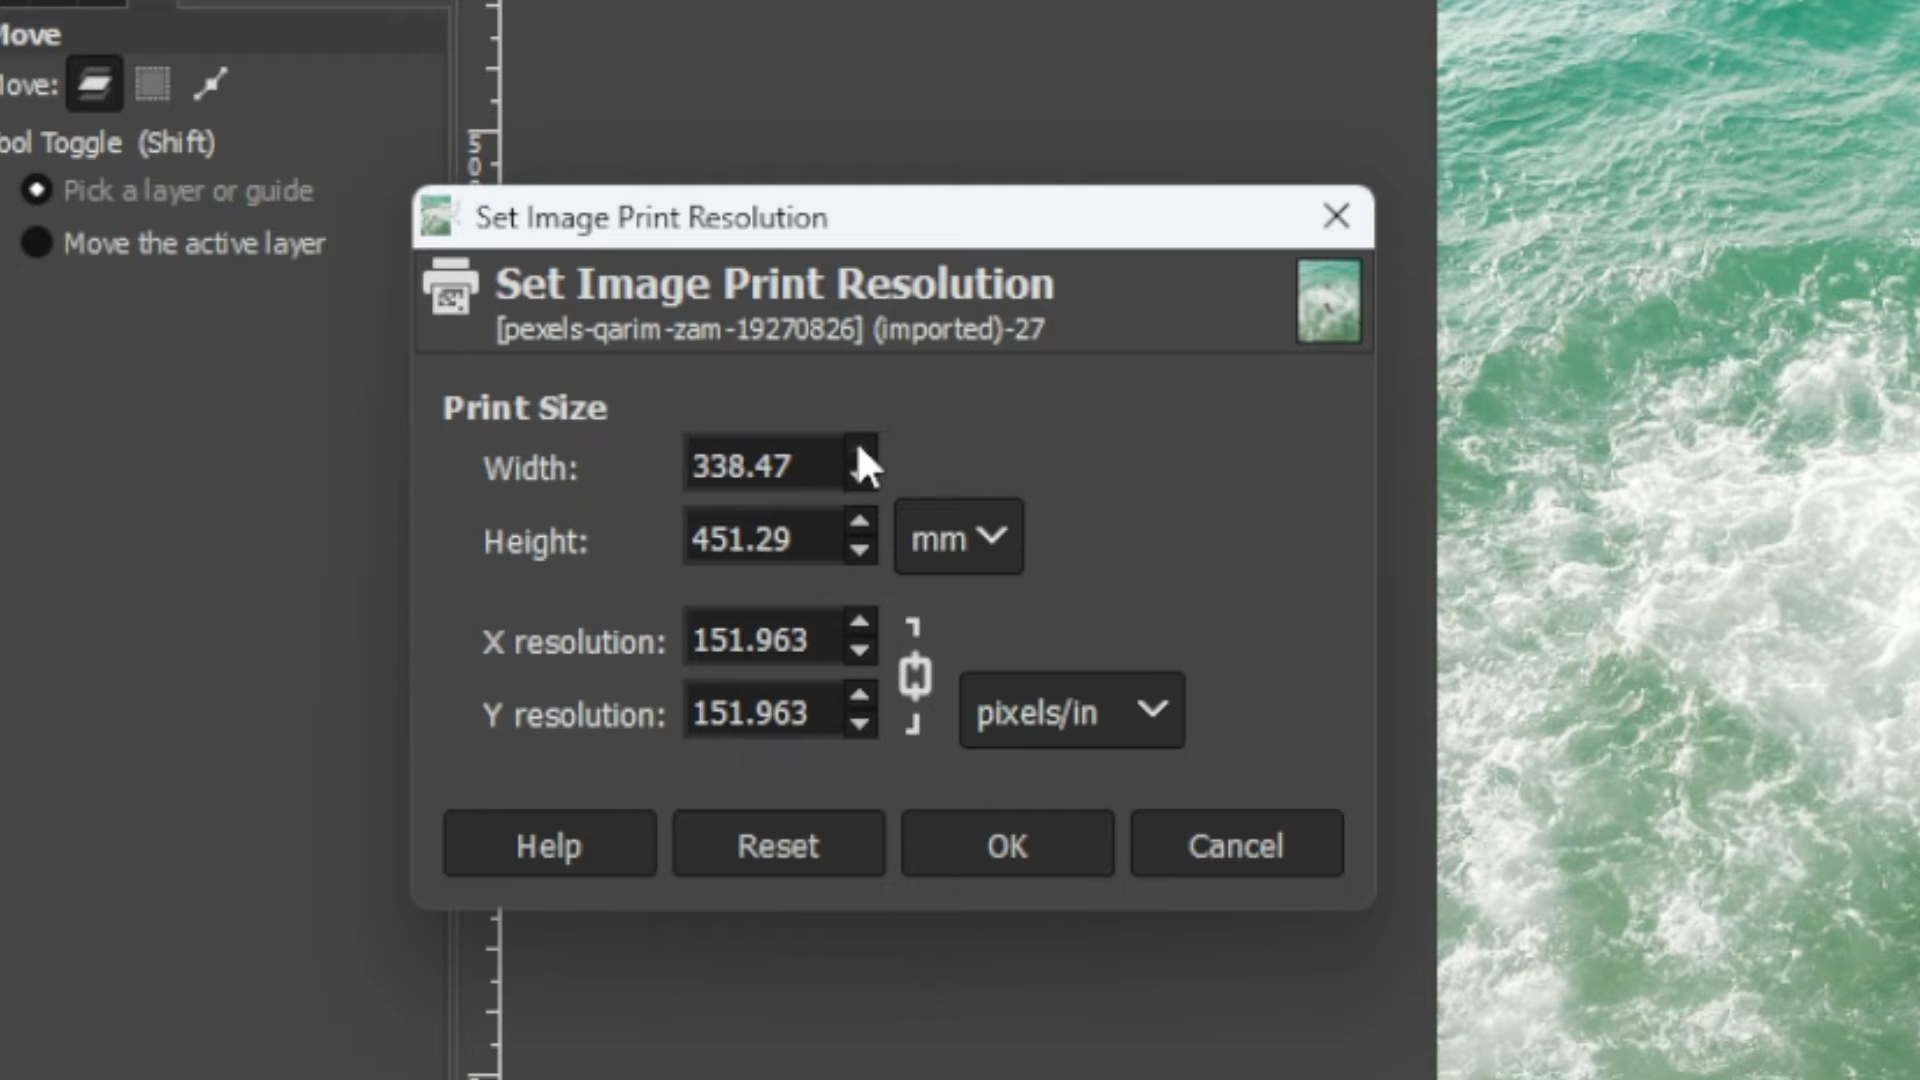 Move
Move:
Tool Toggle (Shift)
Pick a layer or guide
Move the active layer
50
Set Image Print Resolution
Set Image Print Resolution
[pexels-qarim-zam-19270826] (imported)-27
Print Size
Width: 338.47
Height: 451.29 mm
X resolution: 151.963
Y resolution: 151.963 pixels/in
Help Reset OK Cancel